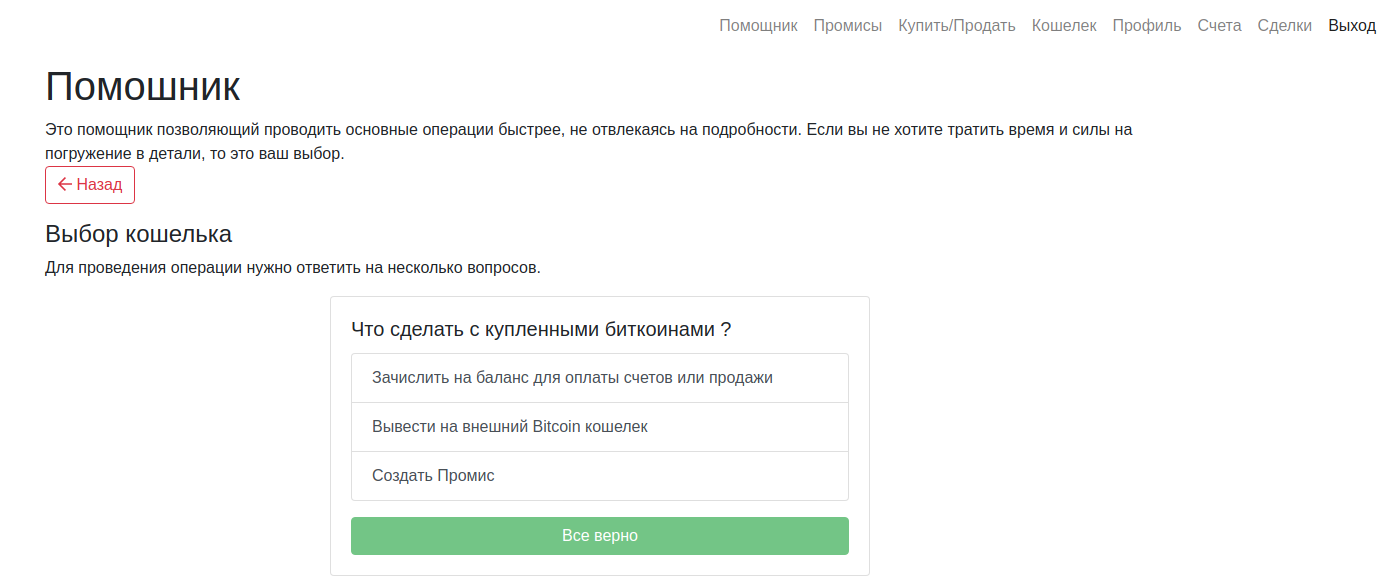 Помощник Промисы Купить/Продать Кошелек Профиль Счета Сделки Выход
Помошник
Это помощник позволяющий проводить основные операции быстрее, не отвлекаясь на подробности. Если вы не хотите тратить время и силы на
погружение в детали, то это ваш выбор.
Назад
Выбор кошелька
Для проведения операции нужно ответить на несколько вопросов.
Что сделать с купленными биткоинами ?
Зачислить на баланс для оплаты счетов или продажи
Вывести на внешний Bitcoin кошелек
Создать Промис
Все верно